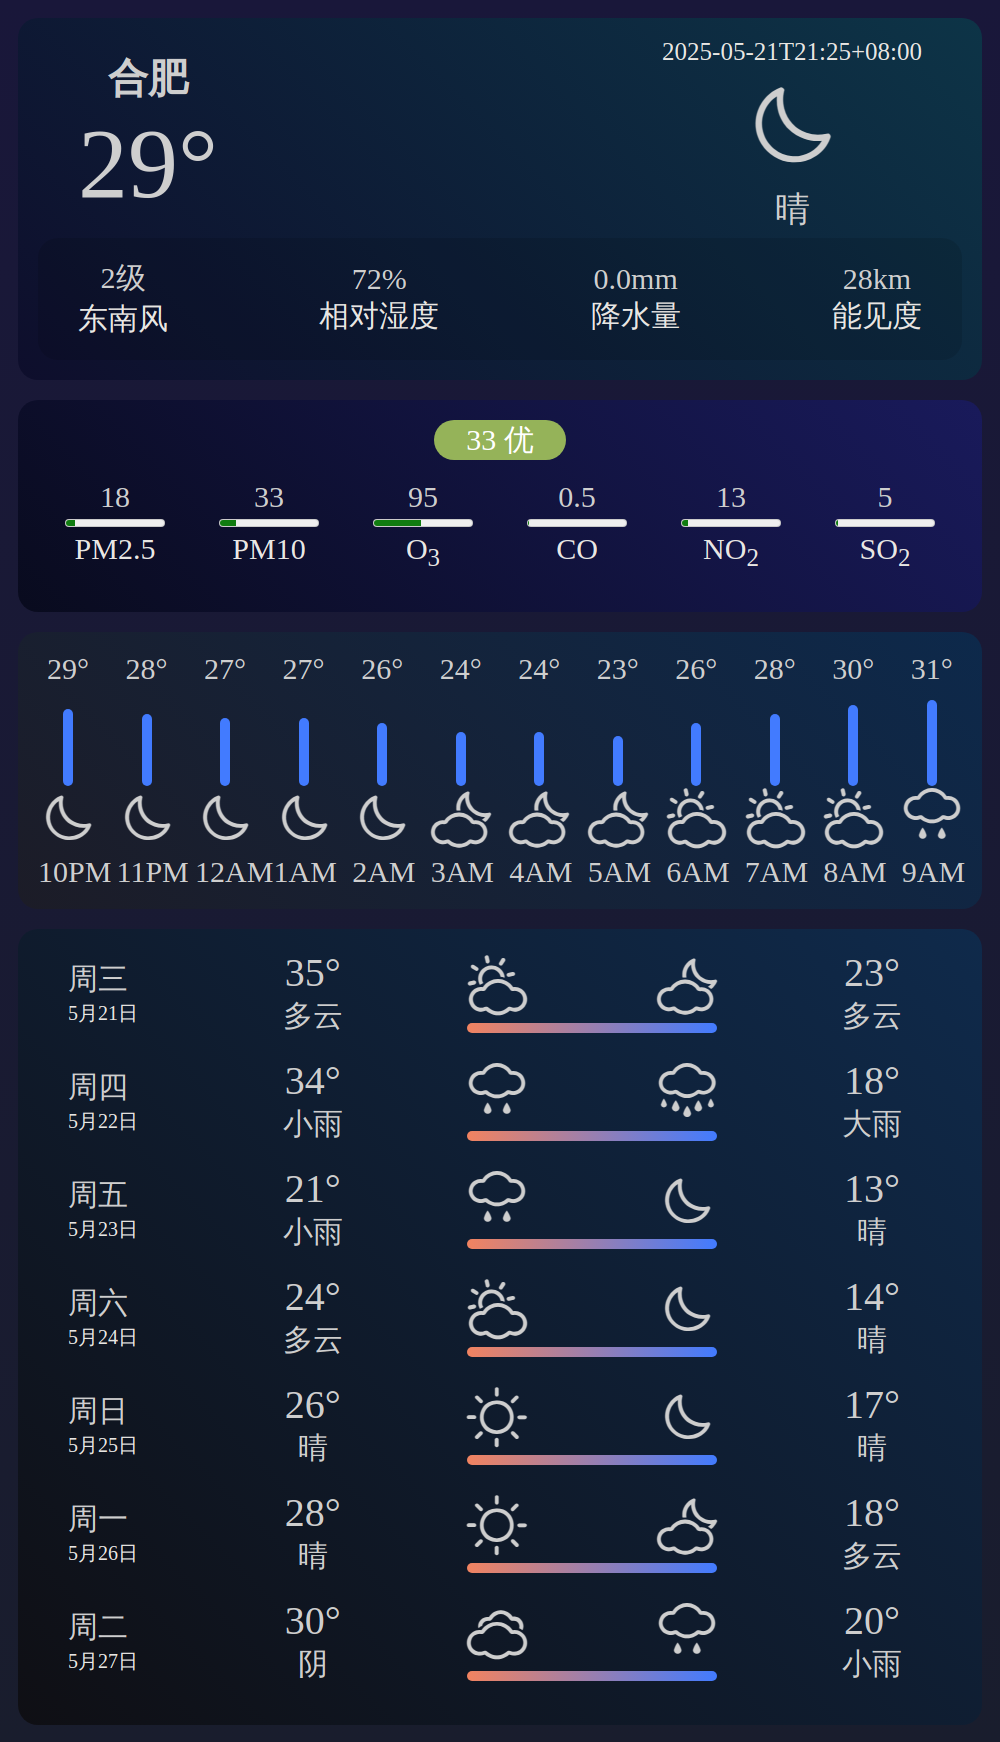 合肥
29°
2025-05-21T21:25+08:00
晴
2级 72% 0.0mm 28km
东南风 相对湿度 降水量 能见度
33 优
18 33 95 0.5 13 5
PM2.5 PM10 O3 CO NO2 SO2
29° 28° 27° 27° 26° 24° 24° 23° 26° 28° 30° 31°
10PM 11PM 12AM 1AM 2AM 3AM 4AM 5AM 6AM 7AM 8AM 9AM
周三 35° 23°
5月21日 多云 多云
周四 34° 18°
5月22日 小雨 大雨
周五 21° 13°
5月23日 小雨 晴
周六 24° 14°
5月24日 多云 晴
周日 26° 17°
5月25日 晴 晴
周一 28° 18°
5月26日 晴 多云
周二 30° 20°
5月27日 阴 小雨